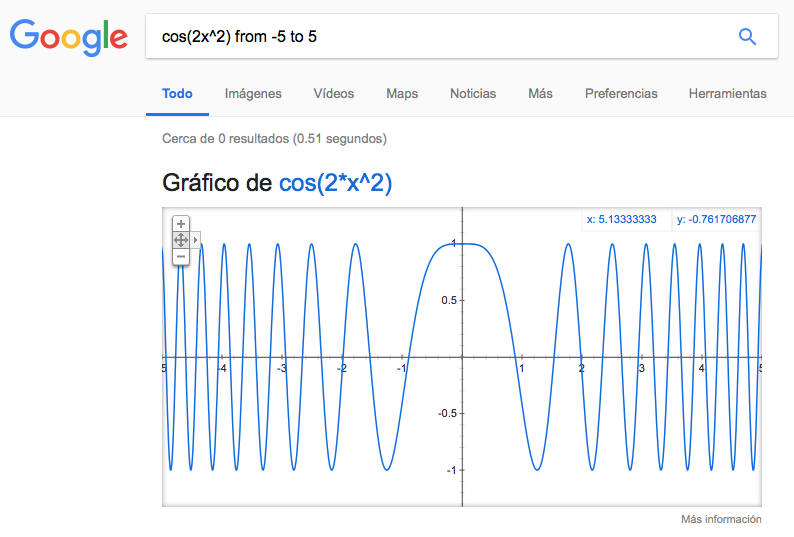 Google
cos(2x^2) from -5 to 5
Todo Imágenes Vídeos Maps Noticias Más Preferencias Herramientas
Cerca de 0 resultados (0.51 segundos)
Gráfico de cos(2*x^2)
x: 5.13333333 y: -0.761706877
1
0.5
5 -4 -3 -2 -1 1 2 3 4 5
-0.5
-1
Más información